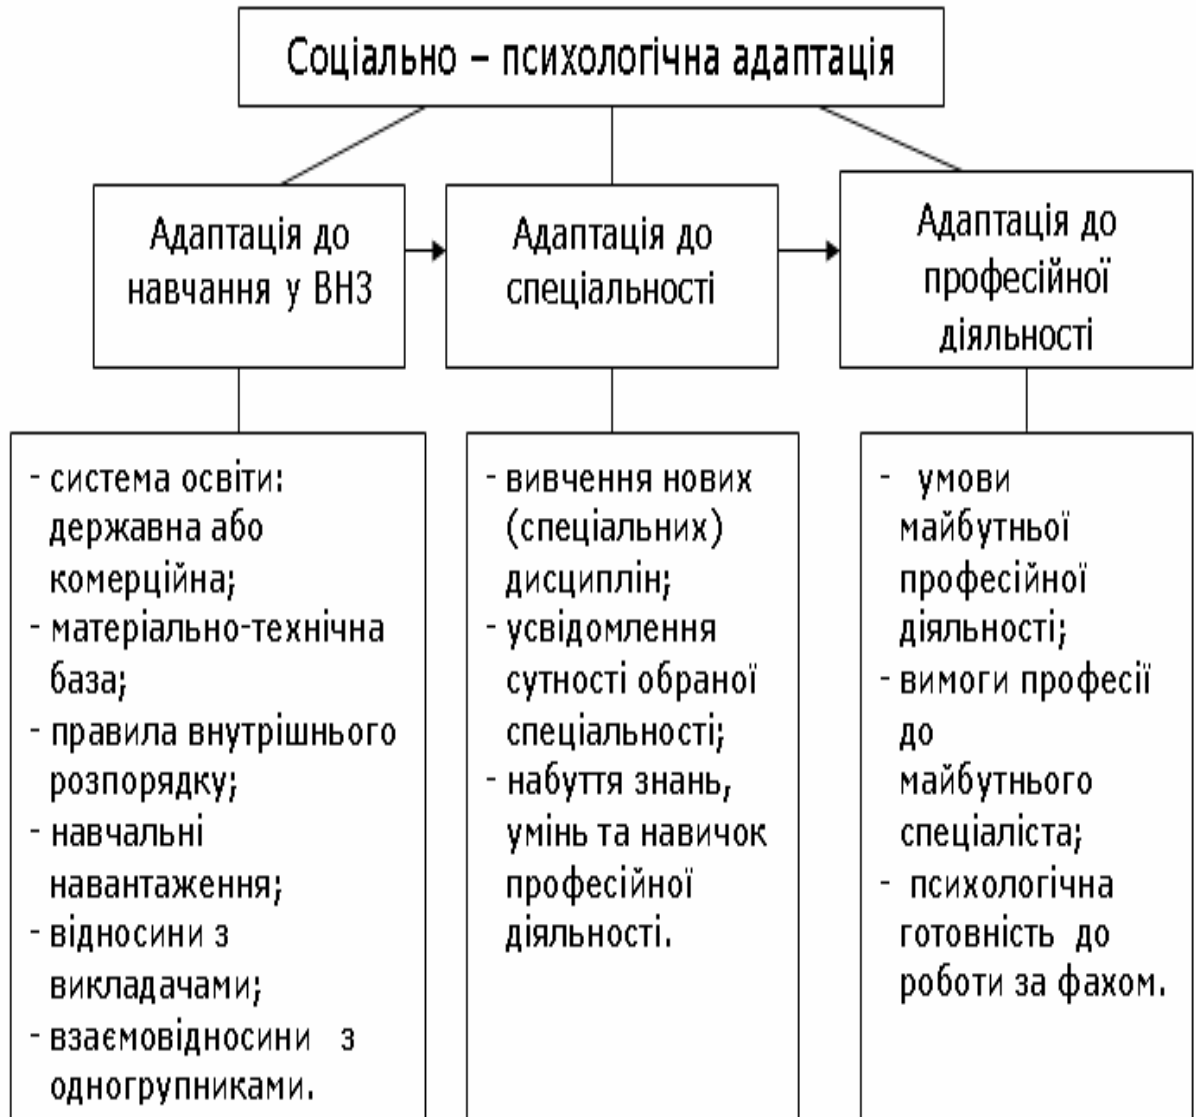 Соціально – психологічна адаптація
Адаптація до
навчання у ВНЗ
Адаптація до
спеціальності
Адаптація до
професійної
діяльності
- система освіти:
державна або
комерційна;
- матеріально-технічна
база;
- правила внутрішнього
розпорядку;
- навчальні
навантаження;
- відносини з
викладачами;
- взаємовідносини з
одногрупниками.
- вивчення нових
(спеціальних)
дисциплін;
- усвідомлення
сутності обраної
спеціальності;
- набуття знань,
умінь та навичок
професійної
діяльності.
- умови
майбутньої
професійної
діяльності;
- вимоги професії
до
майбутнього
спеціаліста;
- психологічна
готовність до
роботи за фахом.